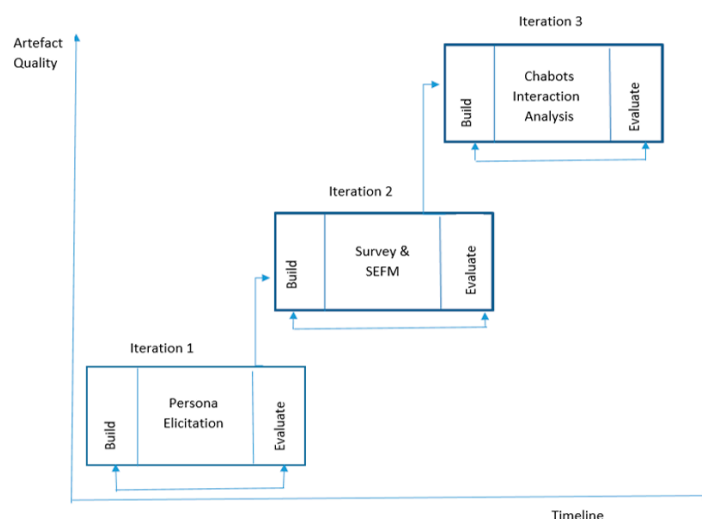 Iteration 3
Artefact
Quality
Build
Chabots
Interaction
Analysis
Evaluate
Iteration 2
Build
Survey &
SEFM
Evaluate
Iteration 1
Build
Persona
Elicitation
Evaluate
Timeline